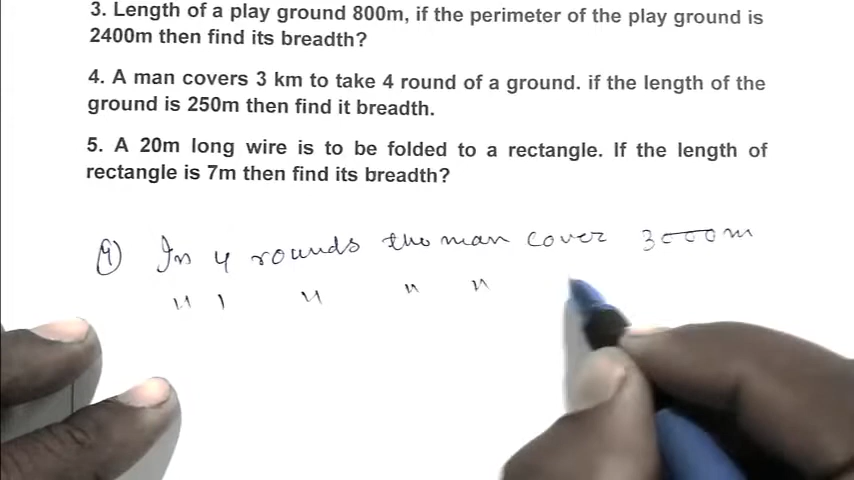 3. Length of a play ground 800m, if the perimeter of the play ground is
2400m then find its breadth?
4. A man covers 3 km to take 4 round of a ground. if the length of the
ground is 250m then find it breadth.
5. A 20m long wire is to be folded to a rectangle. If the length of
rectangle is 7m then find its breadth?
4) In 4 rounds the man cover 3000m
" 1 " " "